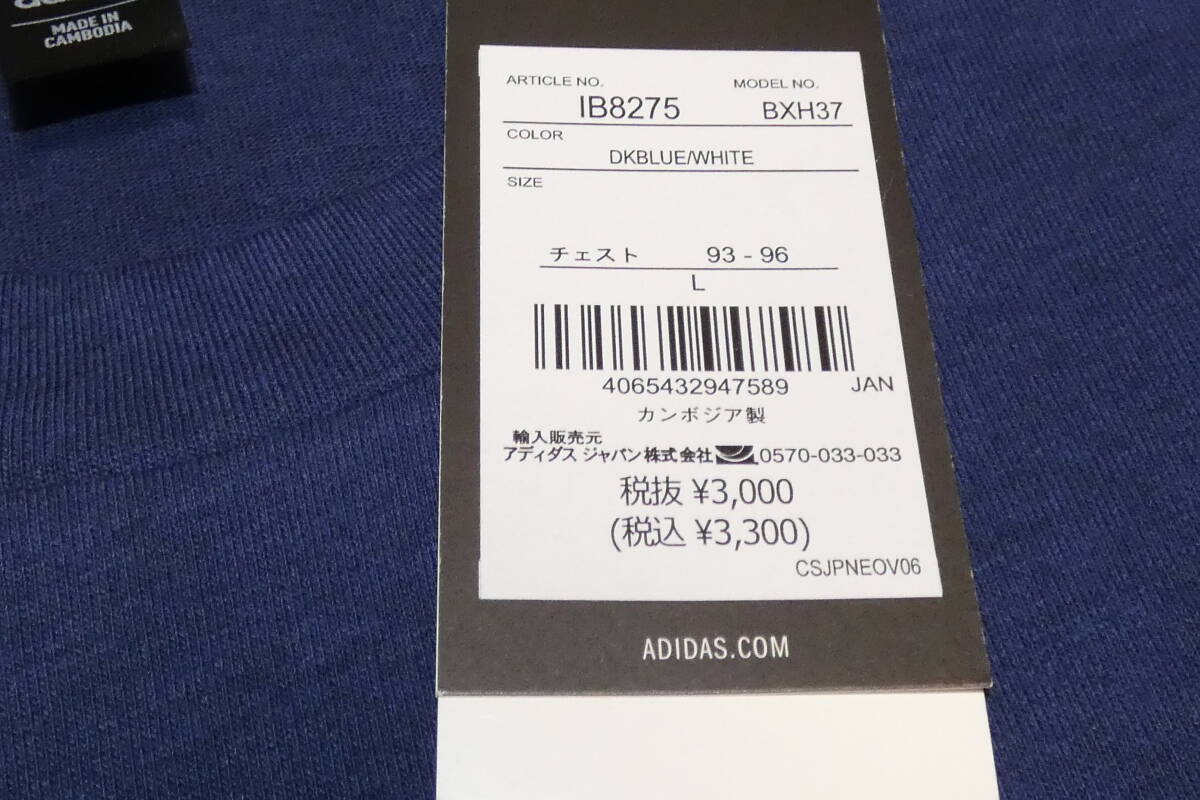 MADE IN
CAMBODIA
ARTICLE NO. MODEL NO.
IB8275 BXH37
COLOR
DKBLUE/WHITE
SIZE
チェスト 93 - 96
L
4065432947589 JAN
カンボジア製
輸入販売元
アディダス ジャパン株式会社 0570-033-033
税抜 ¥3,000
(税込 ¥3,300)
CSJPNEOV06
ADIDAS.COM